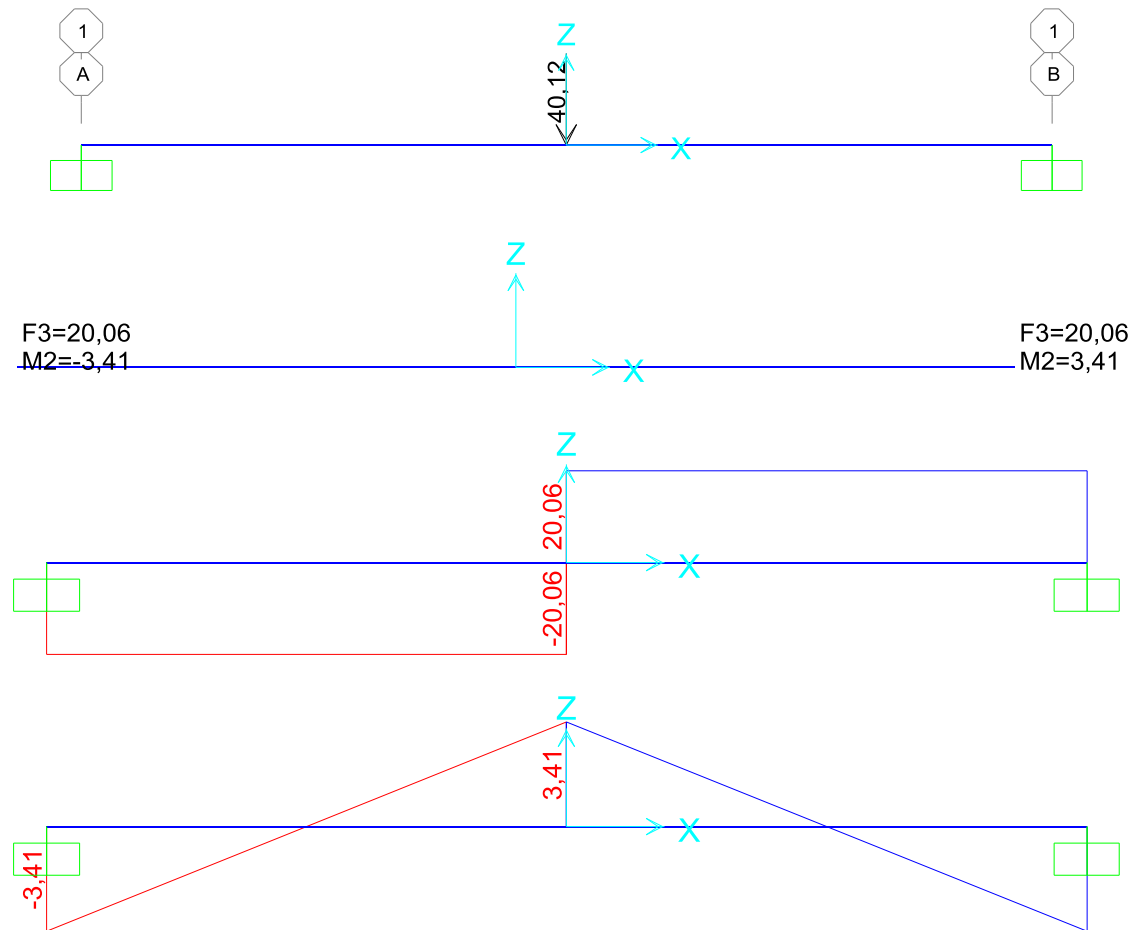 1
1
A
B
Z
40,12
X
Z
F3=20,06
M2=-3,41
X
F3=20,06
M2=3,41
Z
20,06
X
-20,06
Z
3,41
X
-3,41